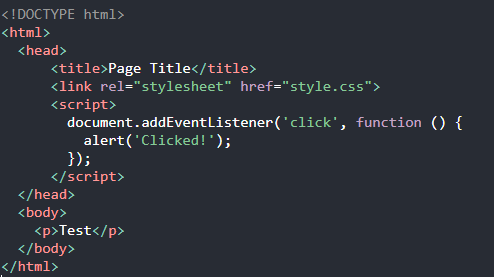 <!DOCTYPE html>
<html>
  <head>
      <title>Page Title</title>
      <link rel="stylesheet" href="style.css">
      <script>
        document.addEventListener('click', function () {
          alert('Clicked!');
        });
      </script>
  </head>
  <body>
    <p>Test</p>
  </body>
</html>